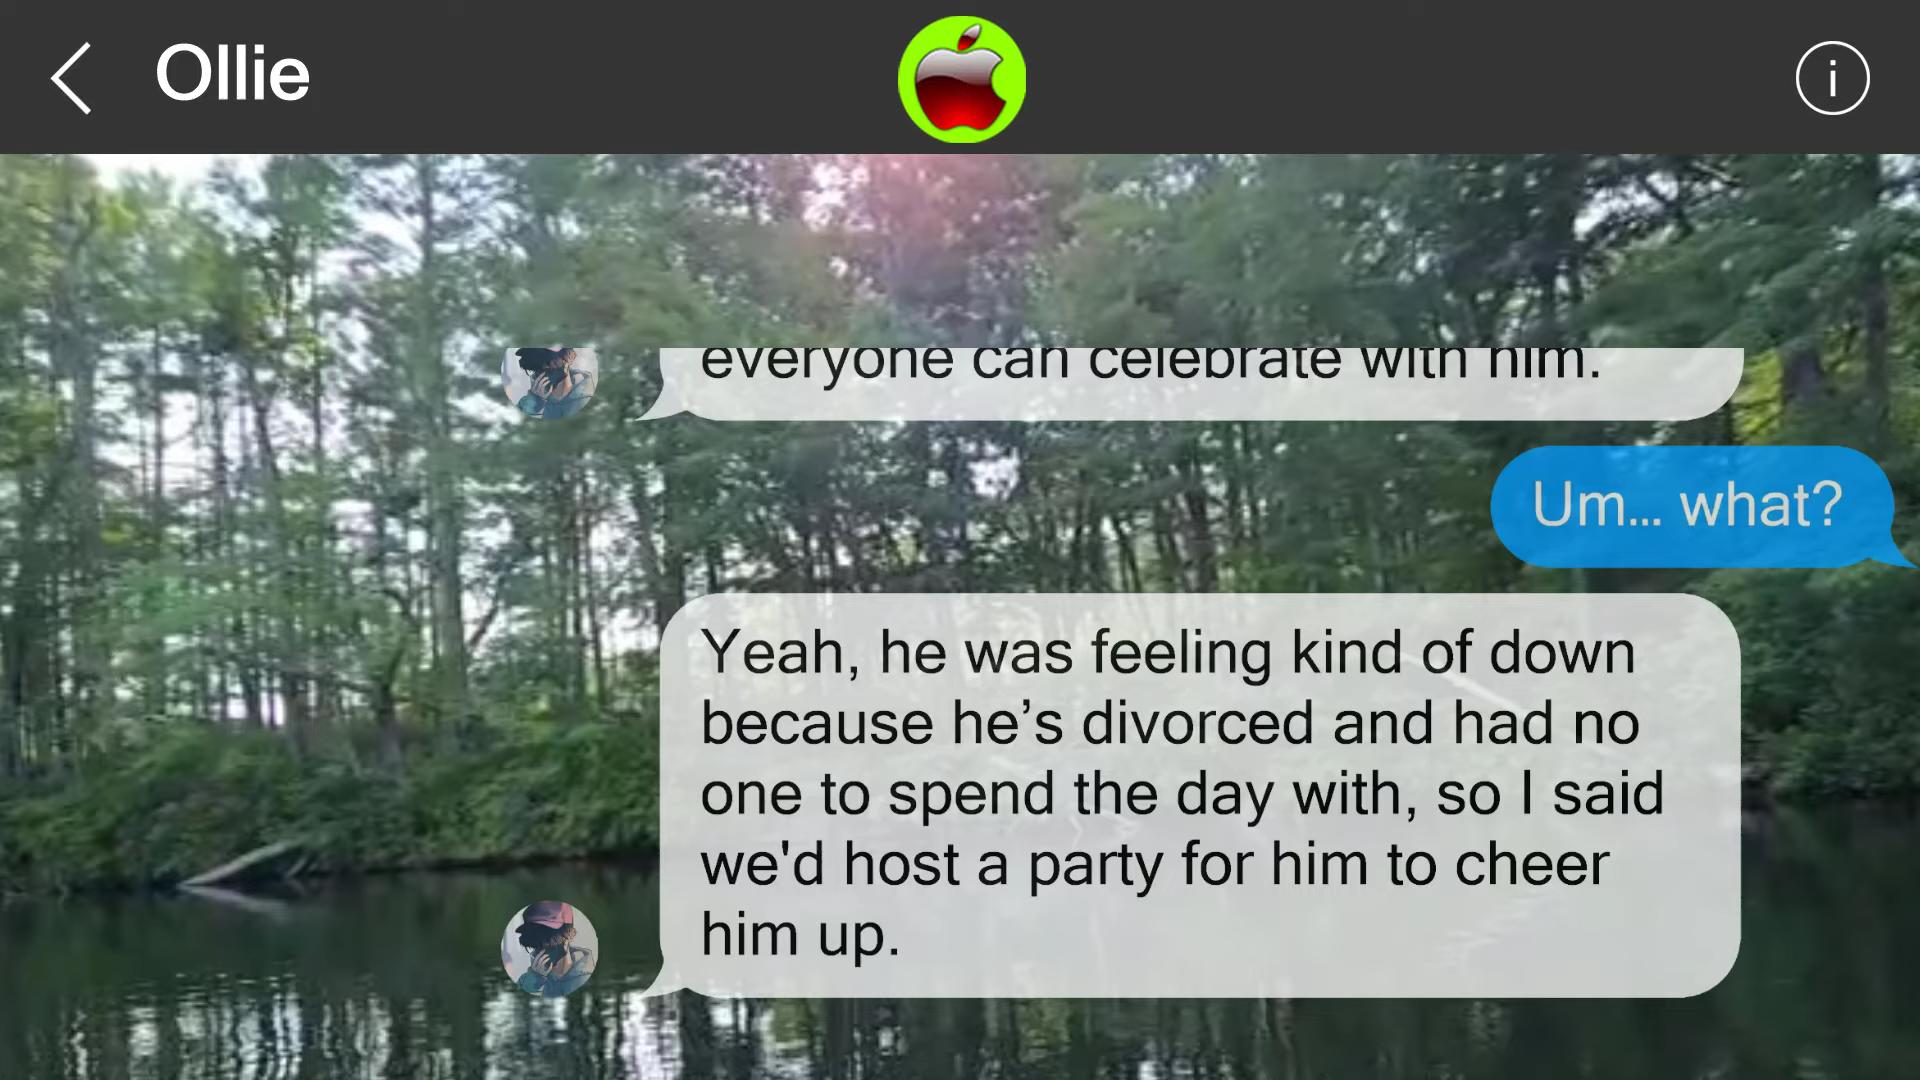 Ollie
i
everyone can celebrate with him.
Um... what?
Yeah, he was feeling kind of down
because he’s divorced and had no
one to spend the day with, so I said
we'd host a party for him to cheer
him up.